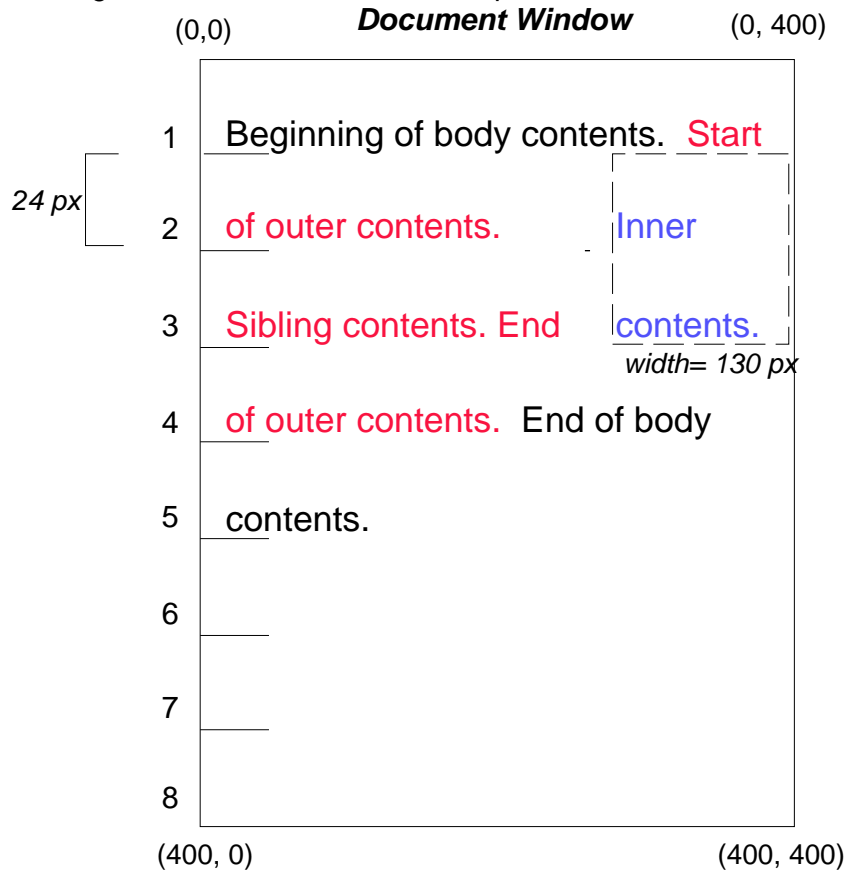 Document Window
(0,0) (0, 400)
1 Beginning of body contents. Start
24 px
2 of outer contents. Inner
3 Sibling contents. End contents.
width= 130 px
4 of outer contents. End of body
5 contents.
6
7
8
(400, 0) (400, 400)